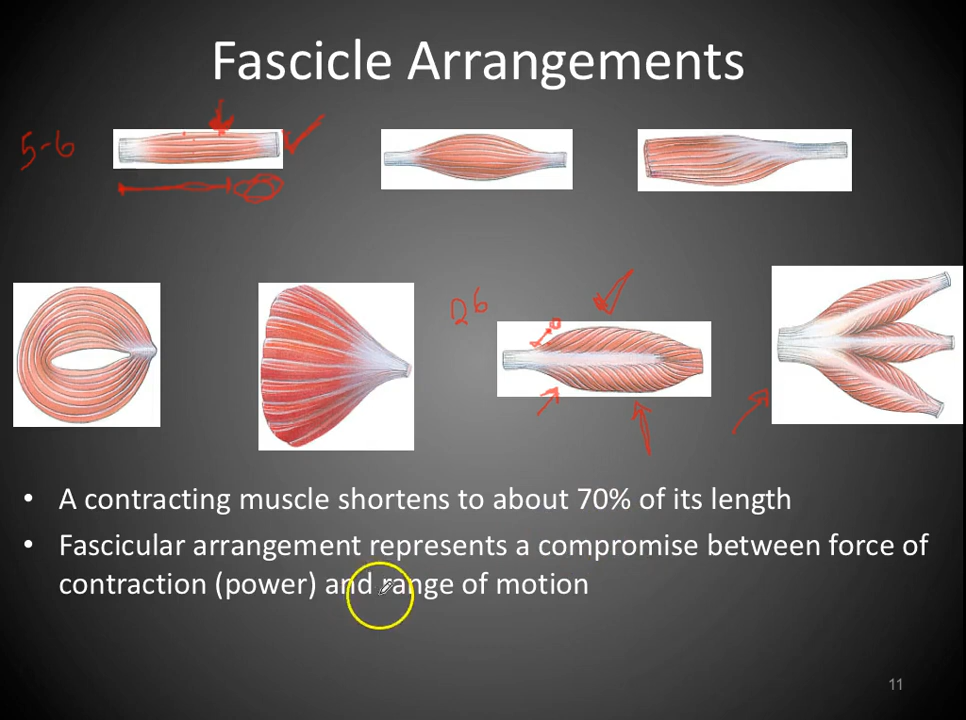 Fascicle Arrangements
5-6
26
• A contracting muscle shortens to about 70% of its length
• Fascicular arrangement represents a compromise between force of
contraction (power) and range of motion
11